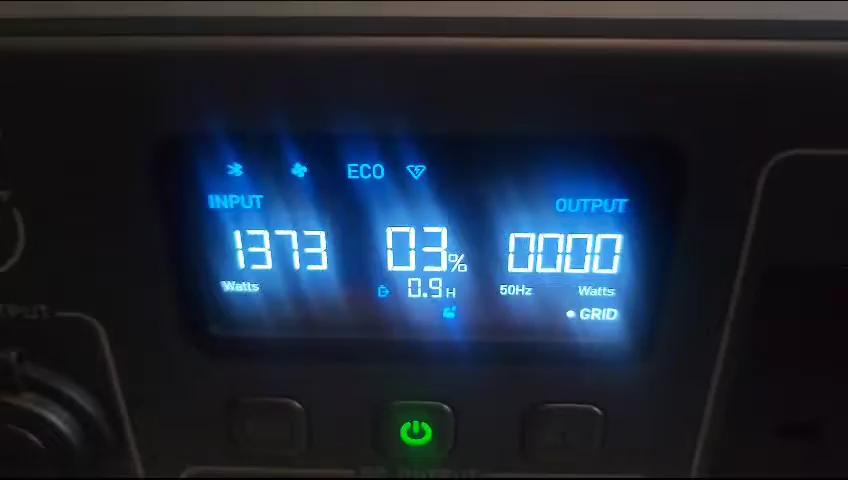 ECO
INPUT
OUTPUT
1373
03%
0000
Watts
0.9H
50Hz
Watts
GRID